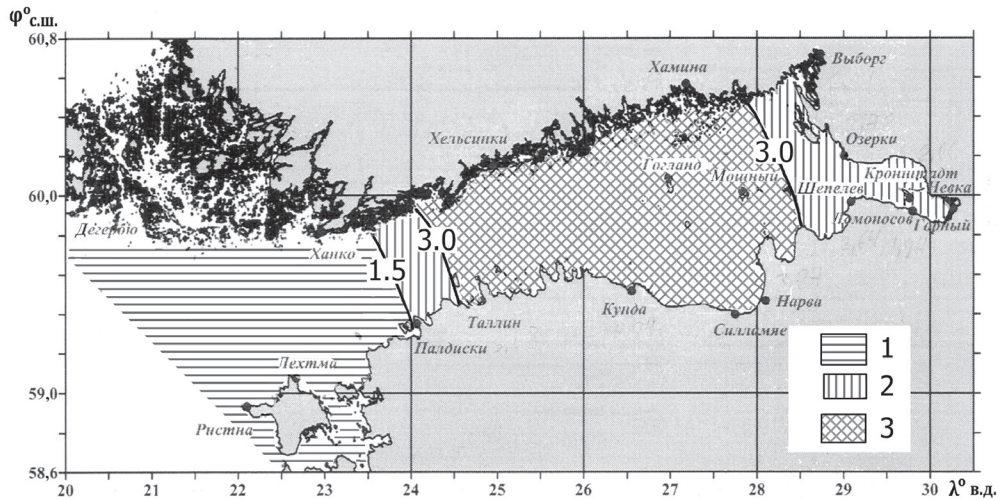 φ° с.ш.
60,8
Выборг
Хамина
Хельсинки
Озерки
3.0
Гогланд
Мощный
Кронштадт
60,0
Шепелев
Невка
Дегербю
Ломоносов
Горный
Ханко
3.0
1.5
Нарва
Кунда
Таллин
Силламяе
Палдиски
1
Лехтма
2
59,0
Ристна
3
58,6
20 21 22 23 24 25 26 27 28 29 30 λ° в.д.